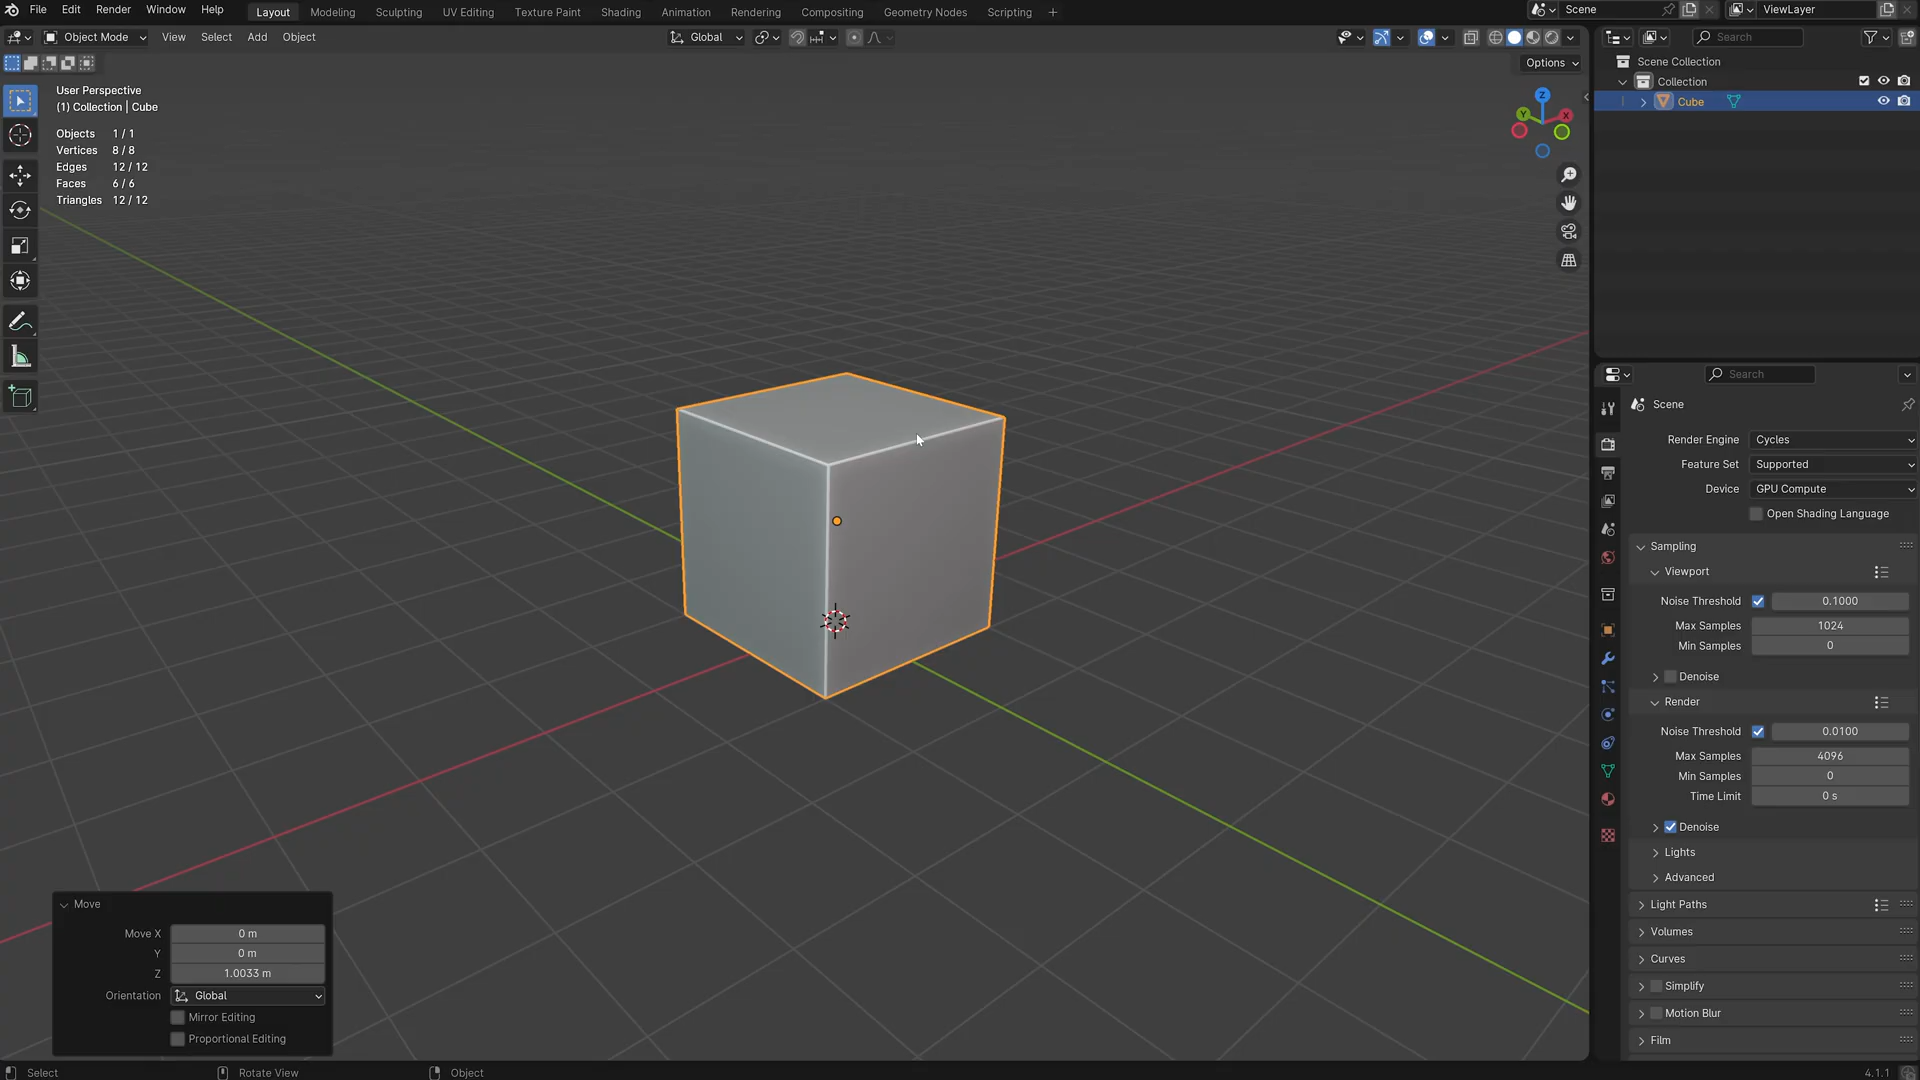 File Edit Render Window Help Layout Modeling Sculpting UV Editing Texture Paint Shading Animation Rendering Compositing Geometry Nodes Scripting + Scene ViewLayer
Object Mode View Select Add Object Global Search
Options
User Perspective
(1) Collection | Cube
Objects 1 / 1
Vertices 8 / 8
Edges 12 / 12
Faces 6 / 6
Triangles 12 / 12
Z
Y
X
Scene Collection
Collection
Cube
Search
Scene
Render Engine Cycles
Feature Set Supported
Device GPU Compute
Open Shading Language
Sampling
Viewport
Noise Threshold 0.1000
Max Samples 1024
Min Samples 0
Denoise
Render
Noise Threshold 0.0100
Max Samples 4096
Min Samples 0
Time Limit 0 s
Denoise
Lights
Advanced
Light Paths
Volumes
Curves
Simplify
Motion Blur
Film
Move
Move X 0 m
Y 0 m
Z 1.0033 m
Orientation Global
Mirror Editing
Proportional Editing
Select Rotate View Object 4.1.1